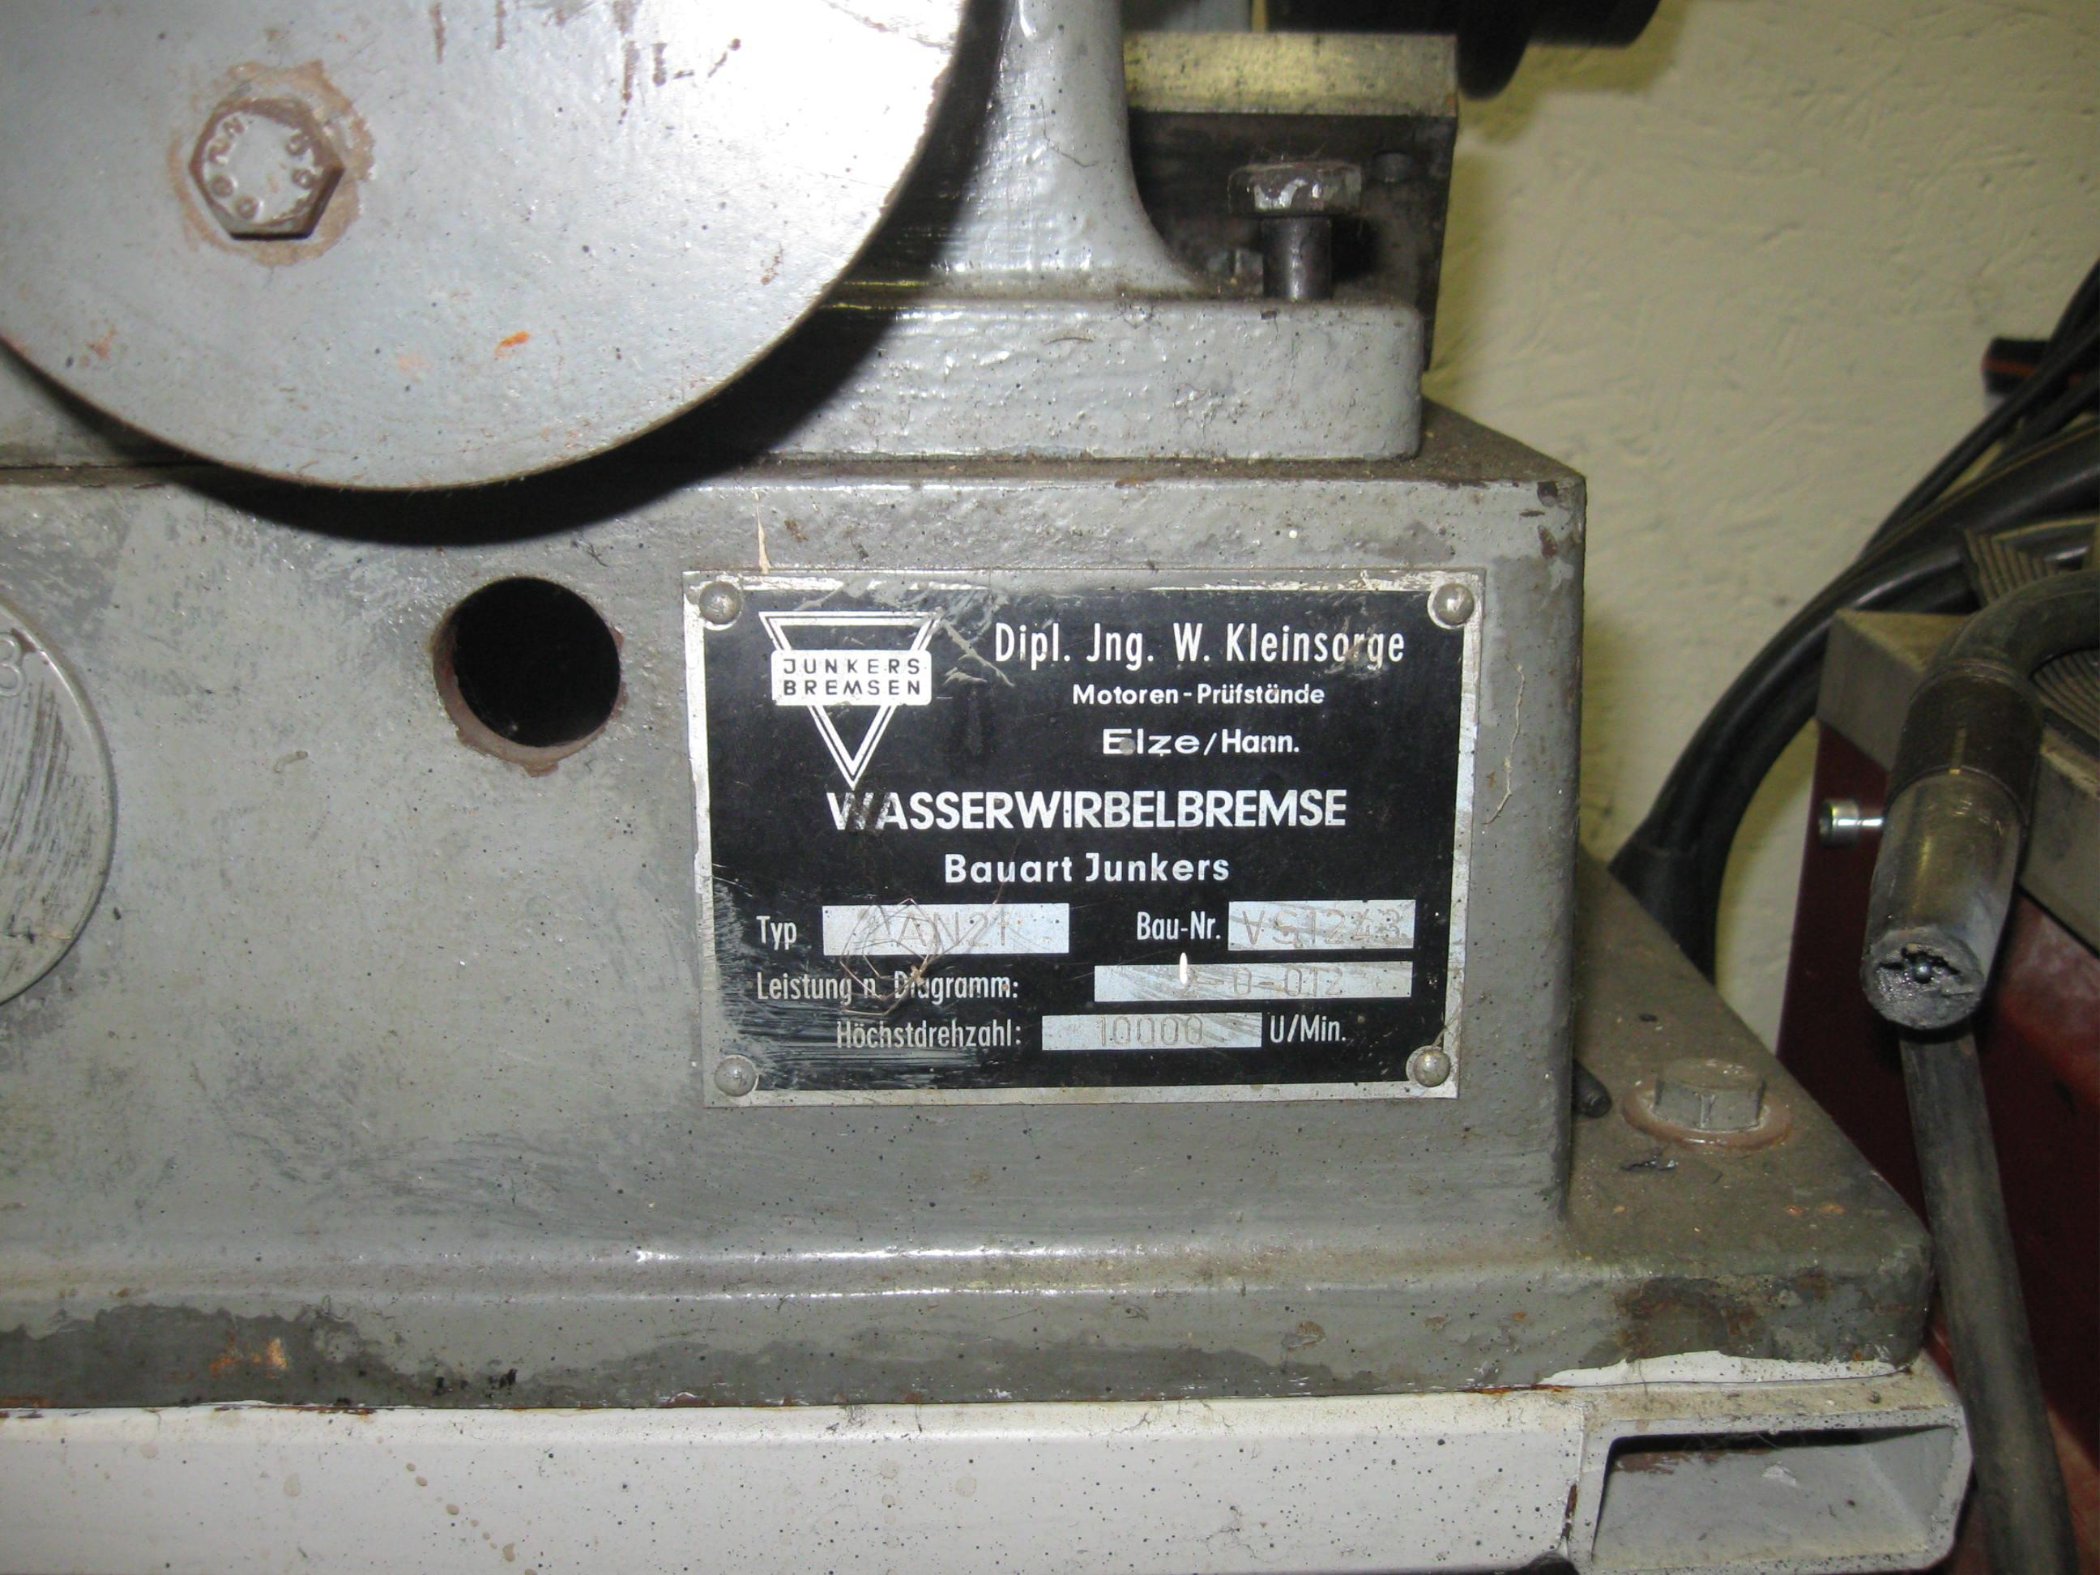 JUNKERS
BREMSEN
Dipl. Jng. W. Kleinsorge
Motoren-Prüfstände
Elze/Hann.
WASSERWIRBELBREMSE
Bauart Junkers
Typ Bau-Nr.
Leistung n. Diagramm:
Höchstdrehzahl: 10000 U/Min.